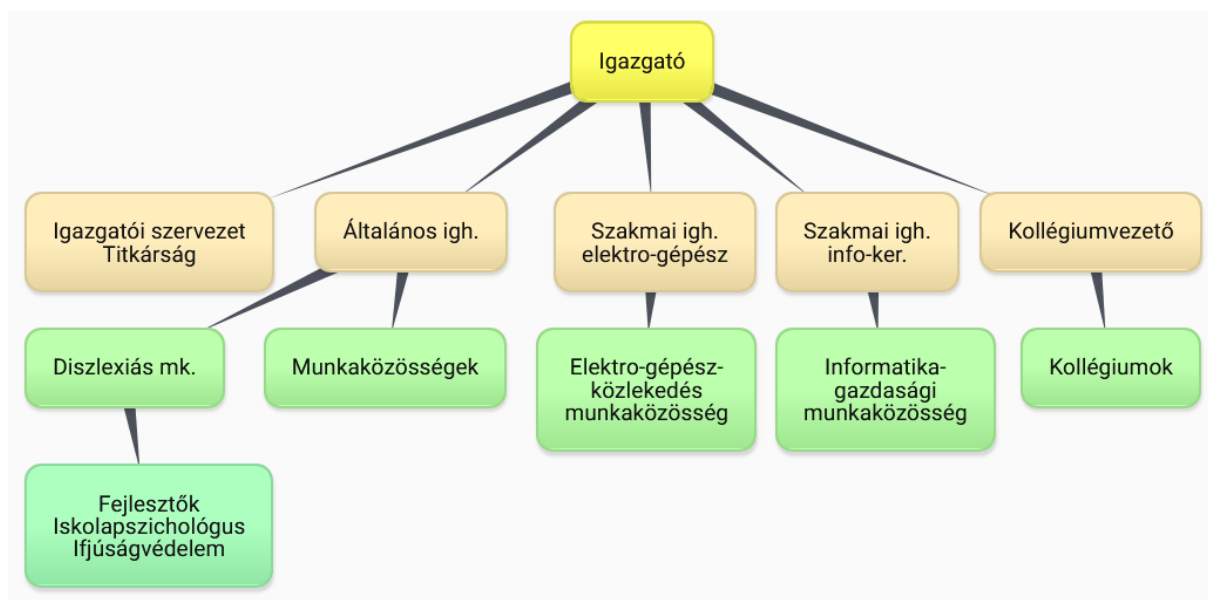 Igazgató
Igazgatói szervezet
Titkárság
Általános igh.
Szakmai igh.
elektro-gépész
Szakmai igh.
info-ker.
Kollégiumvezető
Diszlexiás mk.
Munkaközösségek
Elektro-gépész-
közlekedés
munkaközösség
Informatika-
gazdasági
munkaközösség
Kollégiumok
Fejlesztők
Iskolapszichológus
Ifjúságvédelem